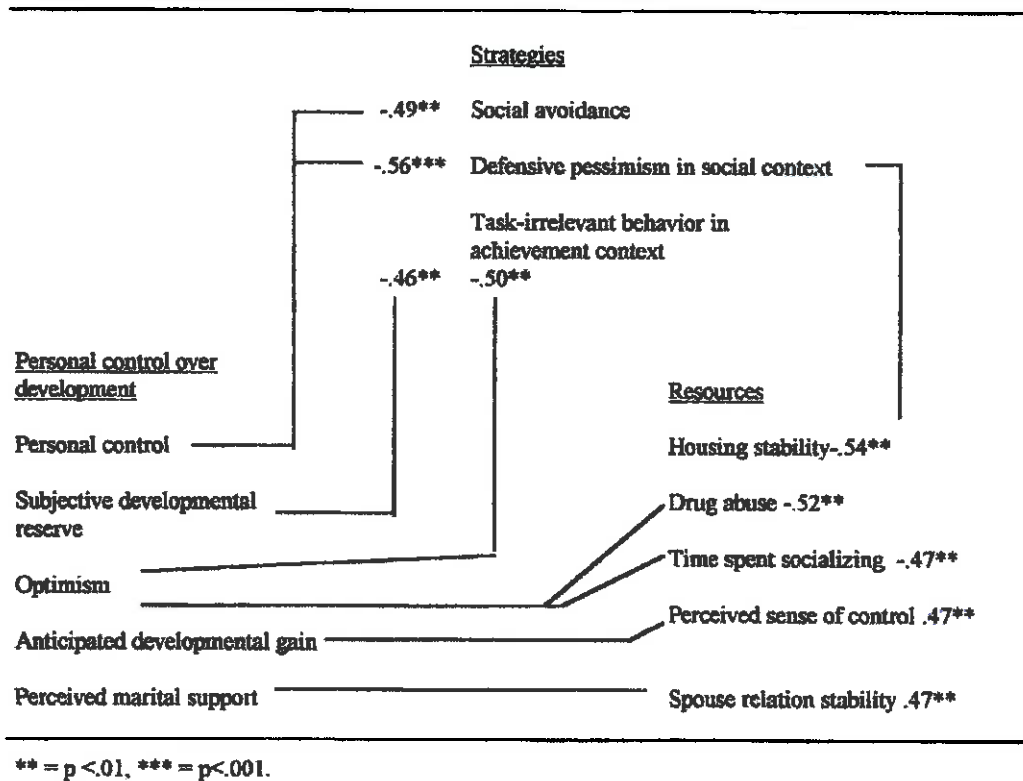 Strategies
-.49** Social avoidance
-.56*** Defensive pessimism in social context
Task-irrelevant behavior in
achievement context
-.46** -.50**
Personal control over
development
Resources
Personal control
Housing stability-.54**
Subjective developmental
reserve
Drug abuse -.52**
Optimism
Time spent socializing -.47**
Perceived sense of control .47**
Anticipated developmental gain
Perceived marital support
Spouse relation stability .47**
** = p <.01, *** = p<.001.